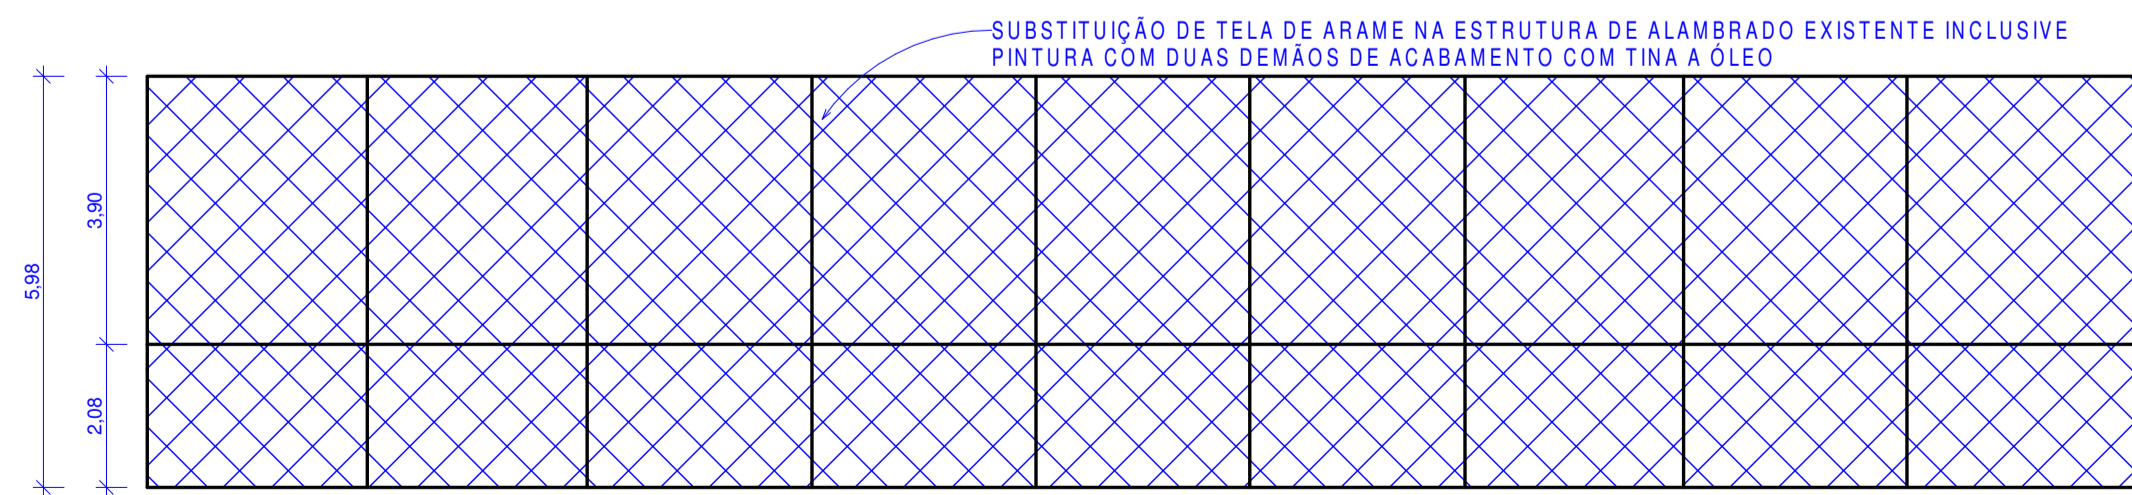 SUBSTITUIÇÃO DE TELA DE ARAME NA ESTRUTURA DE ALAMBRADO EXISTENTE INCLUSIVE
PINTURA COM DUAS DEMÃOS DE ACABAMENTO COM TINA A ÓLEO
3,90
5,98
2,08